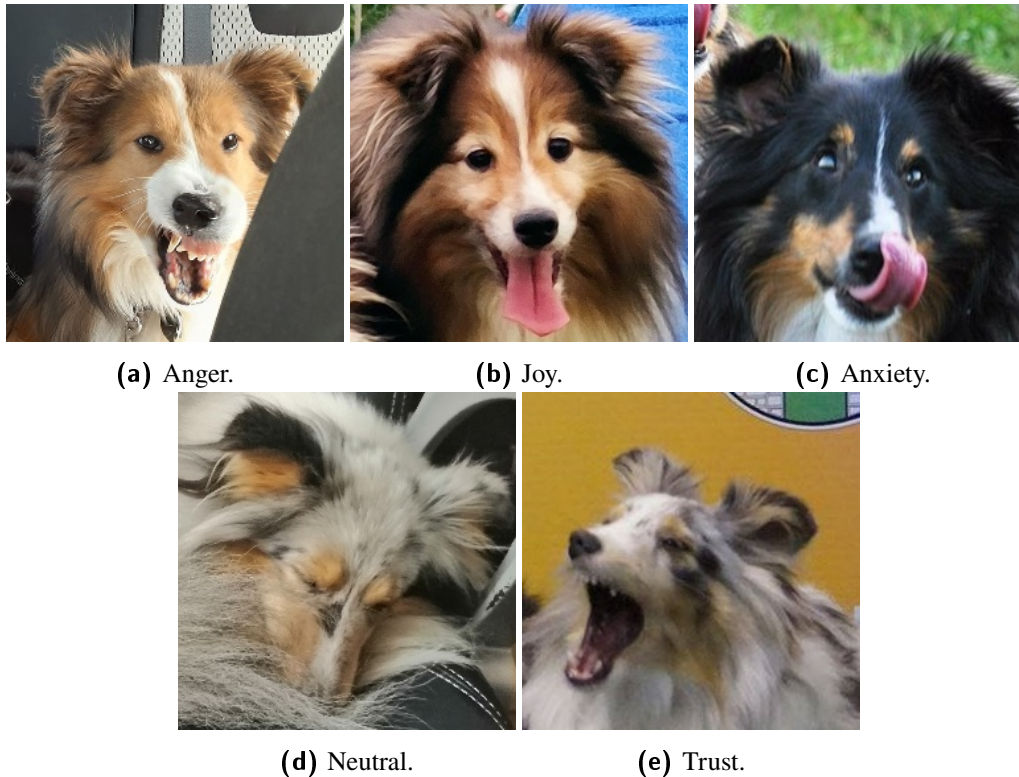 (a) Anger.
(b) Joy.
(c) Anxiety.
(d) Neutral.
(e) Trust.